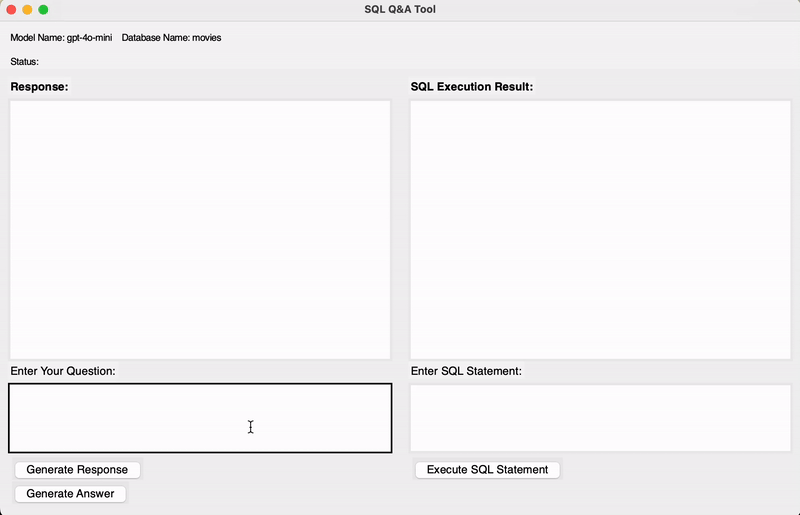 SQL Q&A Tool
Model Name: gpt-4o-mini Database Name: movies
Status:
Response:
SQL Execution Result:
Enter Your Question:
Enter SQL Statement:
Generate Response
Execute SQL Statement
Generate Answer